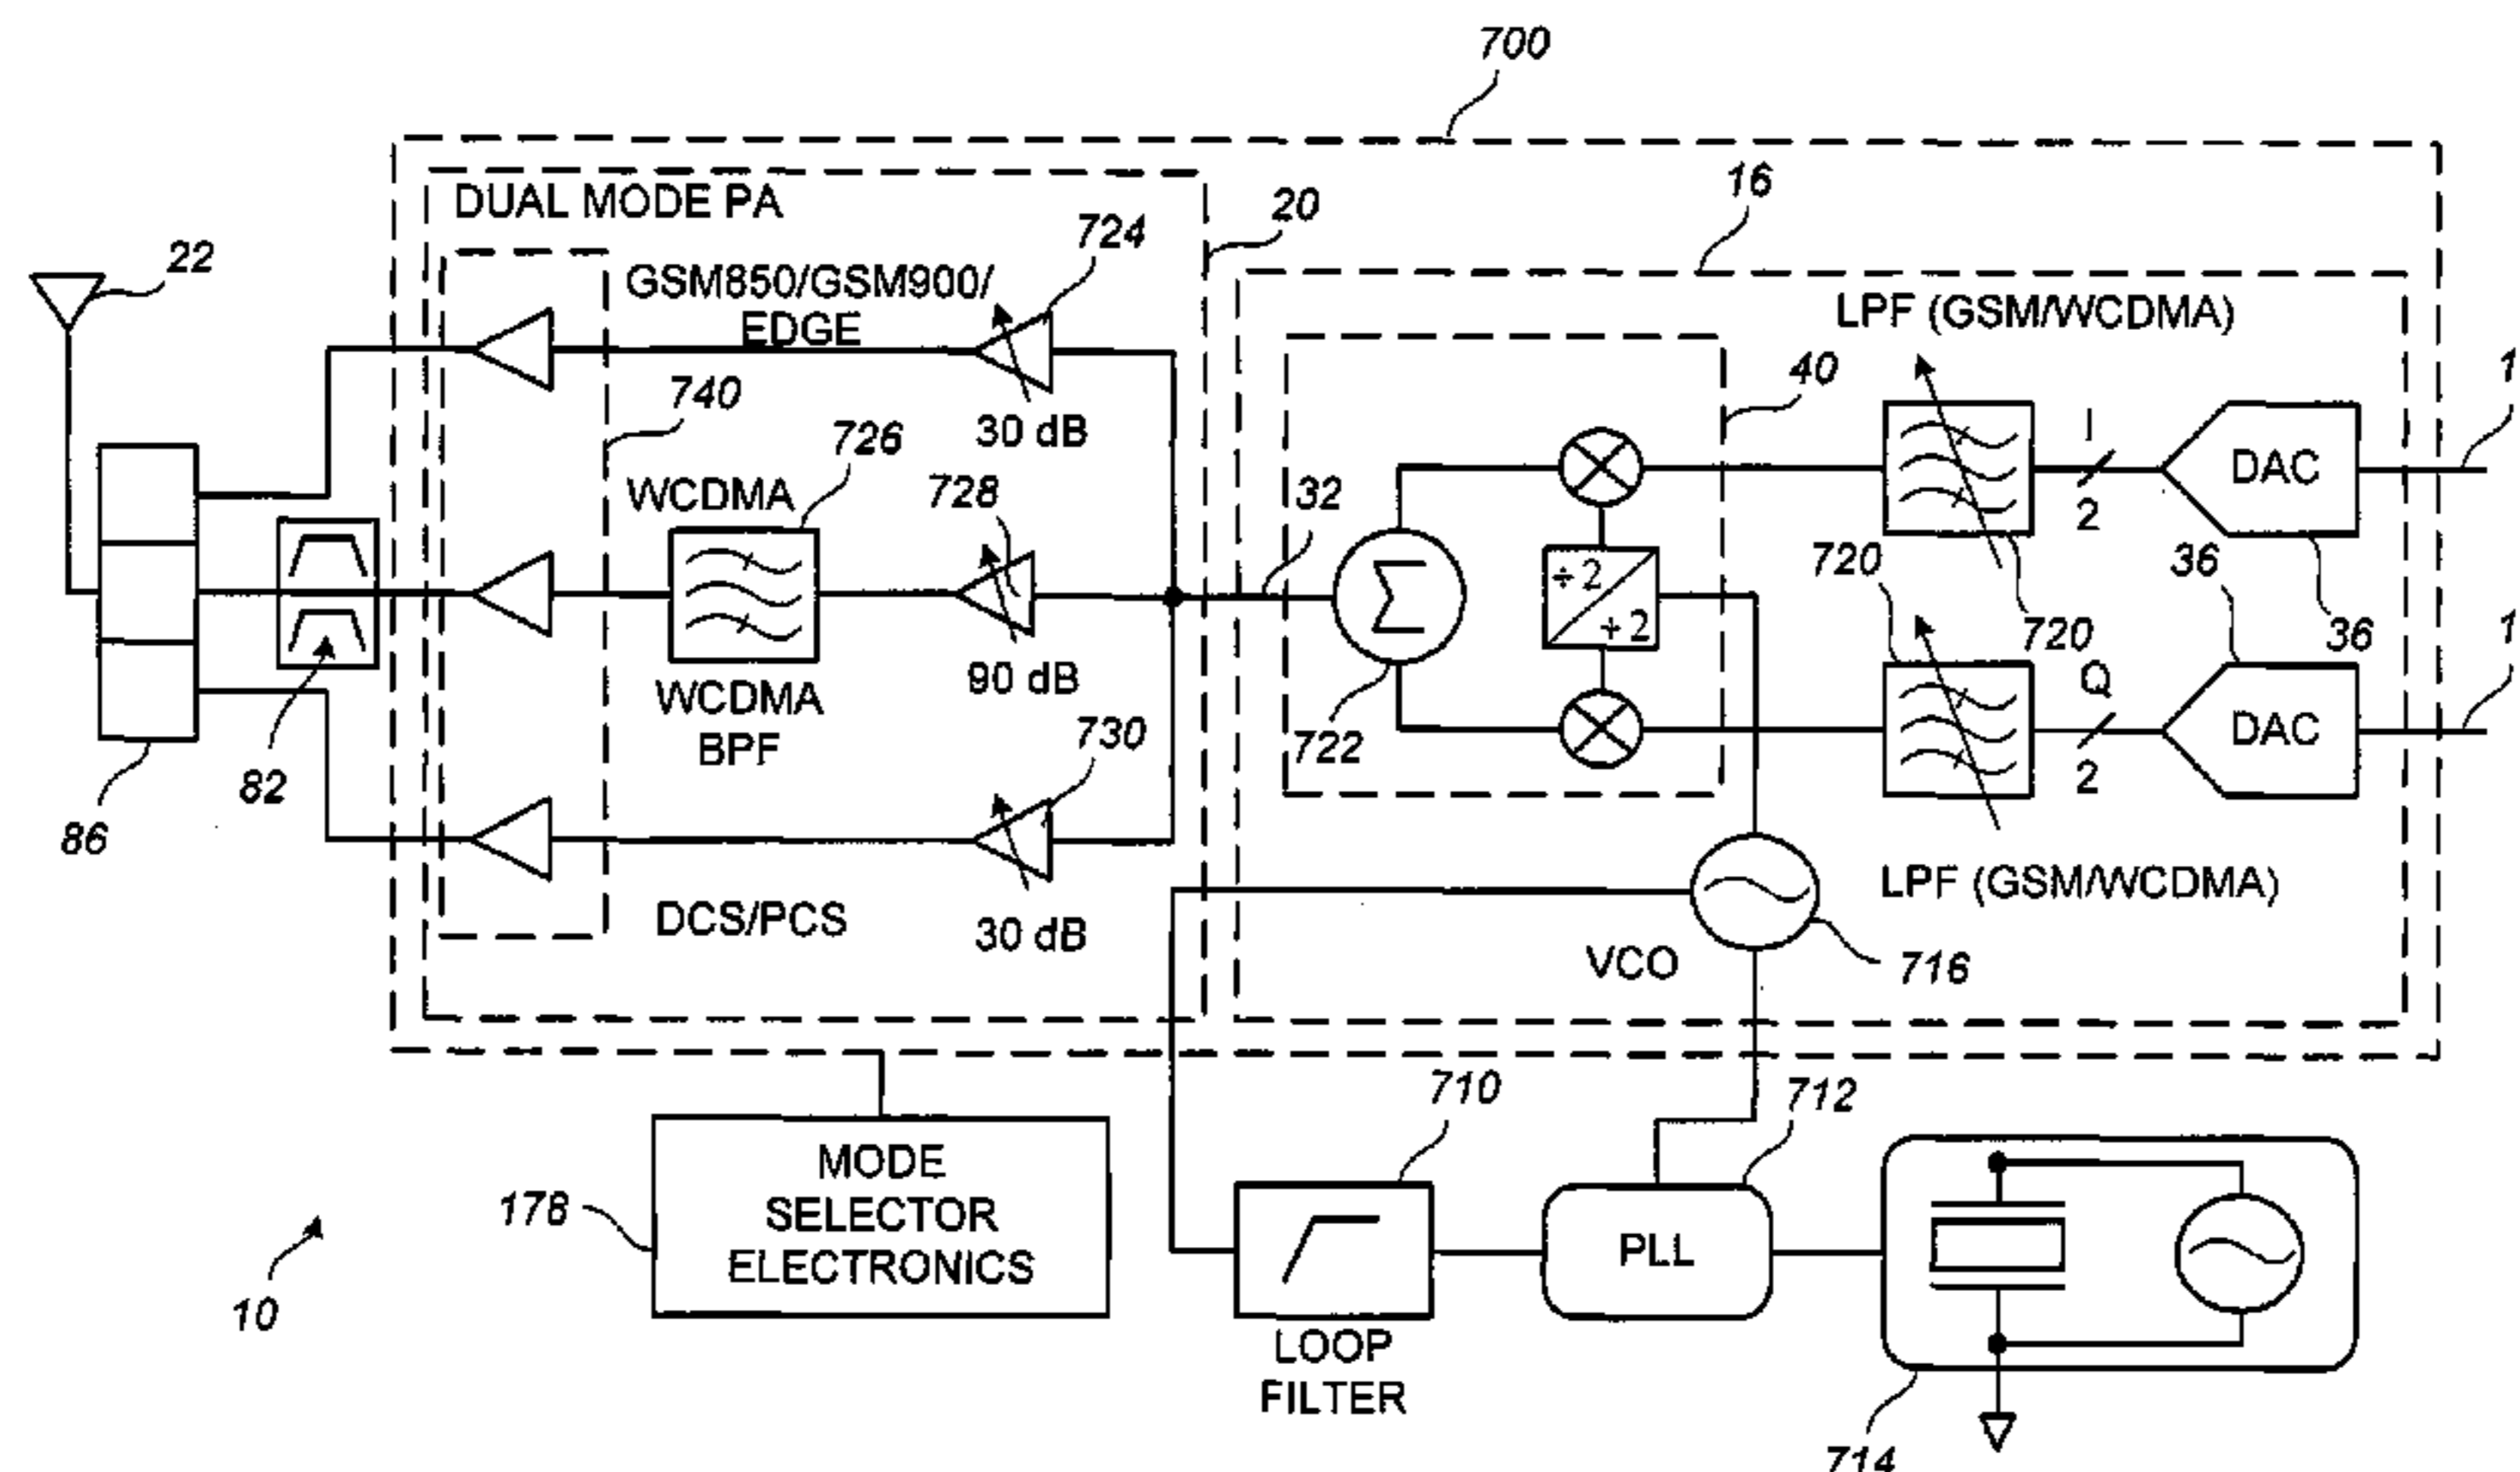 700
16
DUAL MODE PA
20
724
22
GSM850/GSM900/
EDGE
LPF (GSM/WCDMA)
740
40
1
30 dB
726
I
DAC
WCDMA
728
32
2
÷2
÷2
720
36
720
36
1
Σ
82
WCDMA
BPF
90 dB
722
Q
DAC
730
2
86
DCS/PCS
30 dB
LPF (GSM/WCDMA)
VCO
716
710
712
MODE
SELECTOR
ELECTRONICS
178
PLL
10
LOOP
FILTER
714